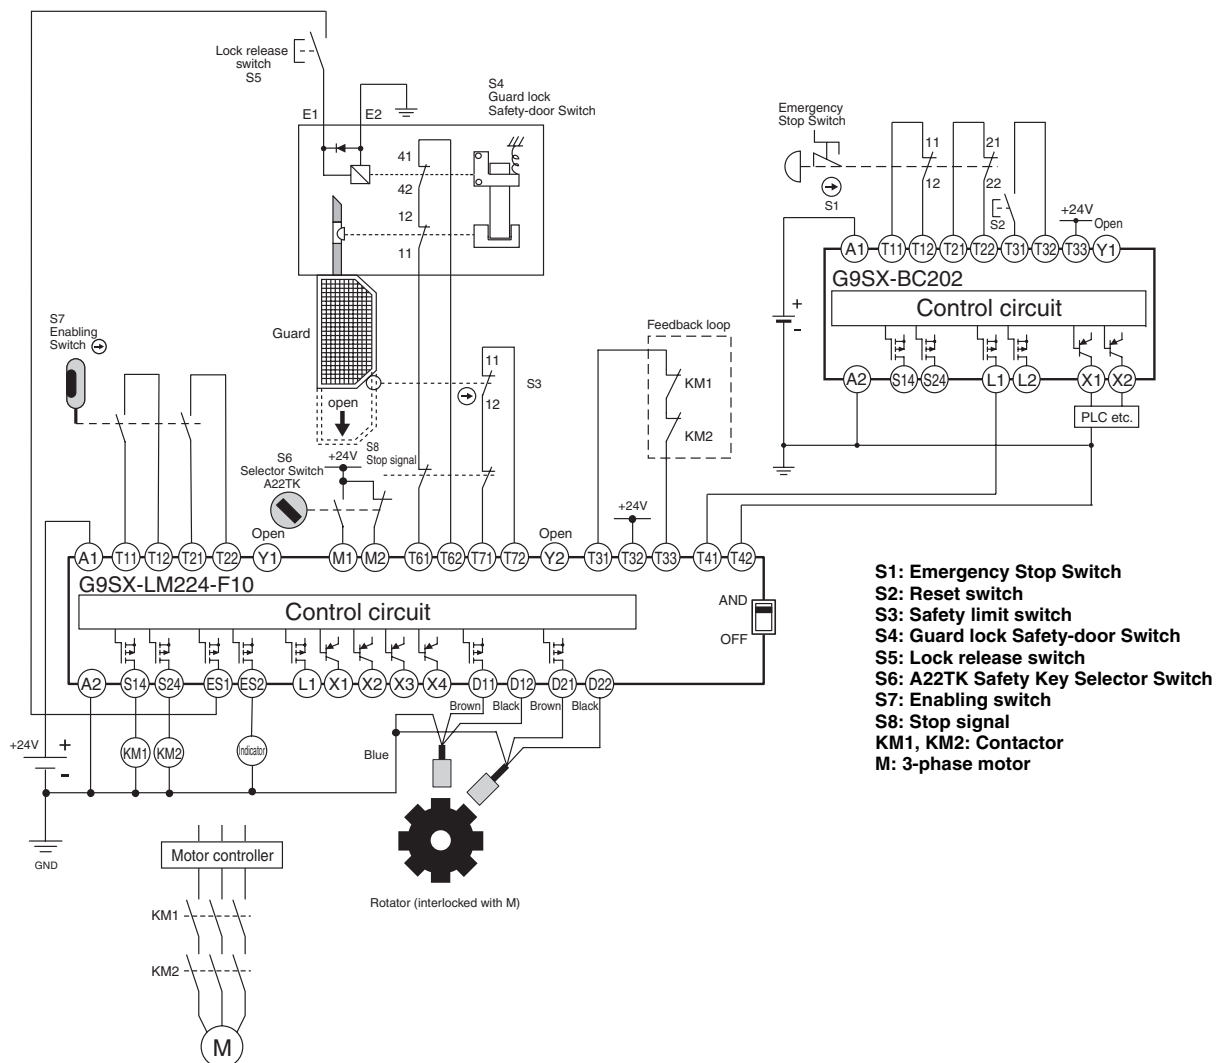 Lock release
switch
S5
E1
E2
S4
Guard lock
Safety-door Switch
41
42
12
11
Guard
open
S7
Enabling
Switch
11
12
S3
Feedback loop
KM1
KM2
S6
Selector Switch
A22TK
+24V
S8
Stop signal
+24V
Emergency
Stop Switch
S1
11
12
21
22
S2
+24V
Open
A1
T11
T12
T21
T22
T31
T32
T33
Y1
G9SX-BC202
Control circuit
+
-
A2
S14
S24
L1
L2
X1
X2
PLC etc.
Open
Open
A1
T11
T12
T21
T22
Y1
M1
M2
T61
T62
T71
T72
Y2
T31
T32
T33
T41
T42
G9SX-LM224-F10
Control circuit
AND
OFF
A2
S14
S24
ES1
ES2
L1
X1
X2
X3
X4
D11
D12
D21
D22
Brown
Black
Brown
Black
Blue
+24V
+
-
KM1
KM2
Indicator
GND
Rotator (interlocked with M)
Motor controller
KM1
KM2
M
S1: Emergency Stop Switch
S2: Reset switch
S3: Safety limit switch
S4: Guard lock Safety-door Switch
S5: Lock release switch
S6: A22TK Safety Key Selector Switch
S7: Enabling switch
S8: Stop signal
KM1, KM2: Contactor
M: 3-phase motor